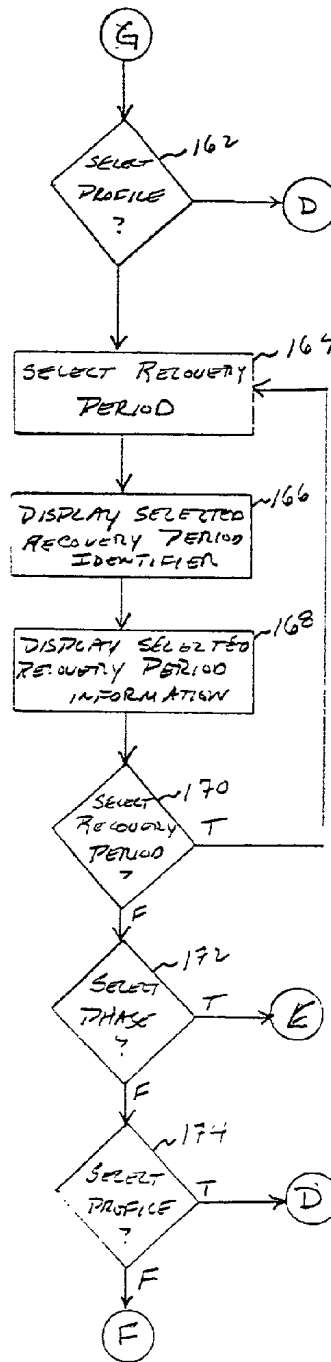 G
162
SELECT
PROFILE
?
D
164
SELECT RECOVERY
PERIOD
166
DISPLAY SELECTED
RECOVERY PERIOD
IDENTIFIER
168
DISPLAY SELECTED
RECOVERY PERIOD
INFORMATION
170
SELECT
RECOVERY
PERIOD
?
T
F
172
SELECT
PHASE
?
T
E
F
174
SELECT
PROFILE
?
T
D
F
F